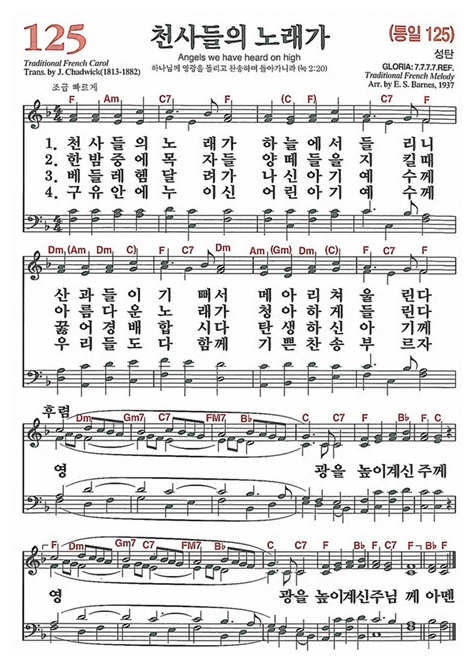 125
천사들의 노래가
(통일 125)
Traditional French Carol
Trans. by J. Chadwick(1813-1882)
Angels we have heard on high
하나님께 영광을 돌리고 찬송하며 돌아가니라 (눅 2:20)
성탄
GLORIA: 7.7.7.7.REF.
Traditional French Melody
Arr. by E. S. Barnes, 1937
조금 빠르게
F C7 F F C7 F
1. 천 사 들 의 노 래 가 하 늘 에 서 들 리 니
2. 한 밤 중 에 목 자 들 양 떼 들 을 지 킬 때
3. 베 들 레 헴 달 려 가 나 신 아 기 예 수 께
4. 구 유 안 에 누 이 신 어 린 아 기 예 수 께
Dm (Am Dm C) F C7 Dm Am (Gm) Dm (C) F C7 F
산 과 들 이 기 뻐 서 메 아 리 쳐 울 린 다
아 름 다 운 노 래 가 청 아 하 게 들 린 다
꿇 어 경 배 합 시 다 탄 생 하 신 아 기 께
우 리 들 도 다 함 께 기 쁜 찬 송 부 르 자
후렴
F Dm Gm7 C7 FM7 B♭ C C7 F B♭ F C
영 광을 높이계신 주께
F Dm Gm7 C7 FM7 B♭ C C7 F B♭ F C7 F B♭ F
영 광을 높이계신주님 께 아멘